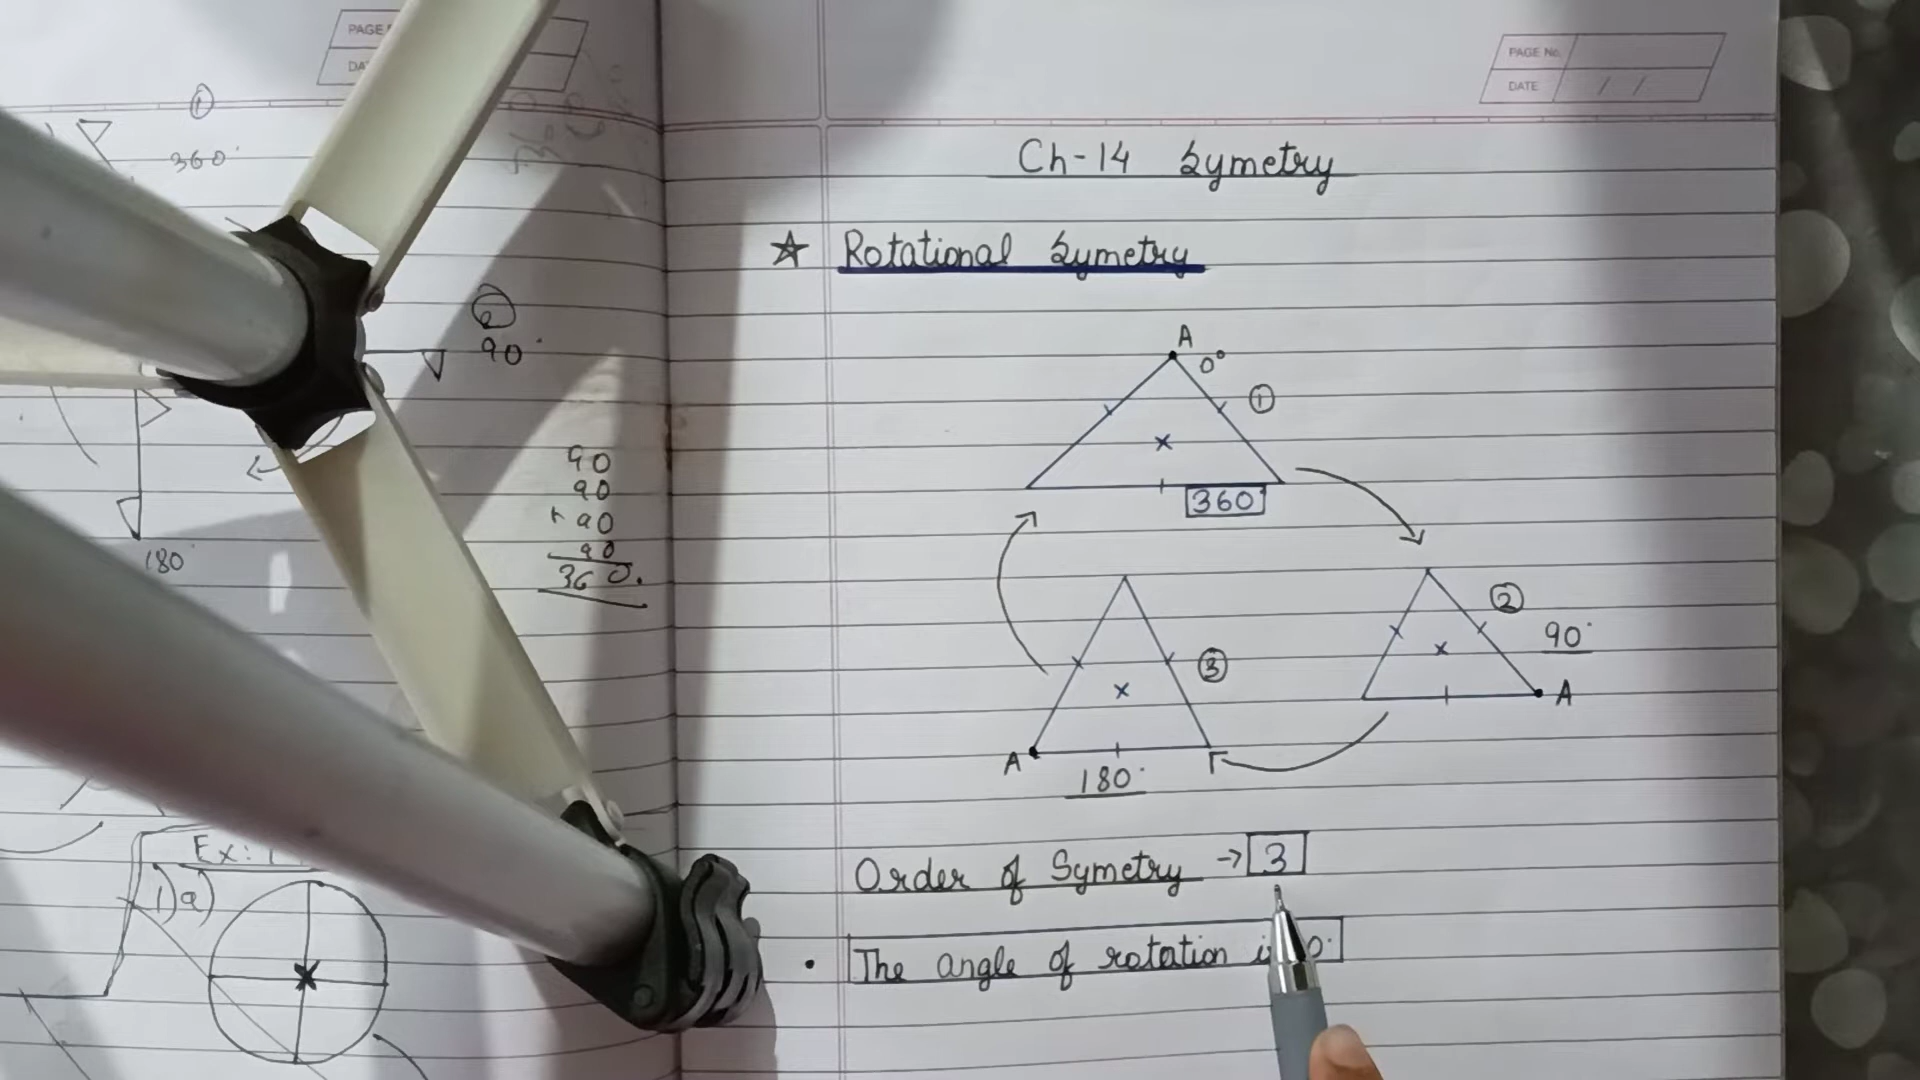 PAGE
DA
①
360°
②
90°
180°
90
90
+ 90
90
360.
Ex:
1) a)
PAGE No.
DATE / /
Ch-14 Symetry
☆ Rotational Symetry
A
0°
①
360°
②
90°
A
③
A
180°
Order of Symetry → 3
• The angle of rotation